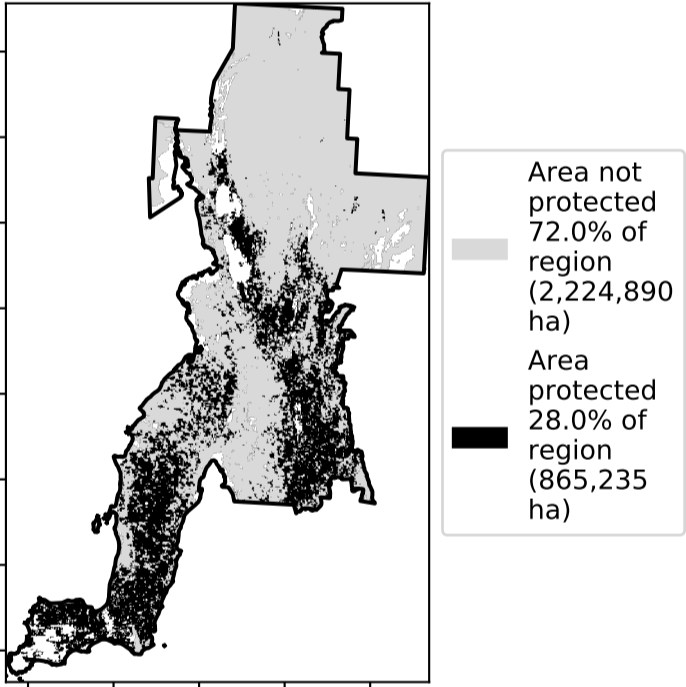 Area not
protected
72.0% of
region
(2,224,890
ha)
Area
protected
28.0% of
region
(865,235
ha)